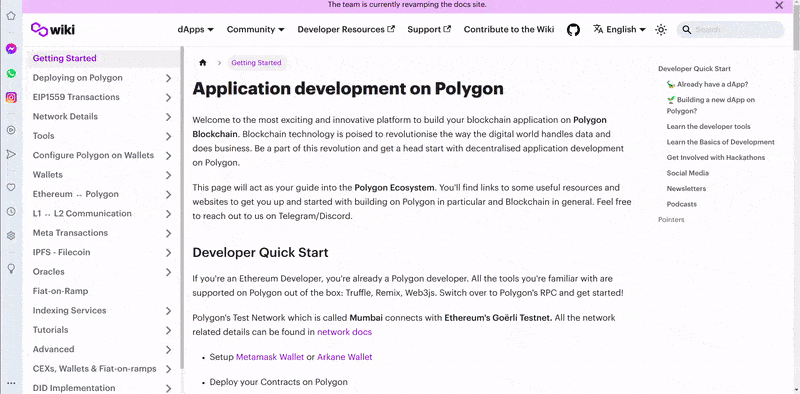 The team is currently revamping the docs site.
wiki
dApps
Community
Developer Resources
Support
Contribute to the Wiki
English
Search
Getting Started
Deploying on Polygon
EIP1559 Transactions
Network Details
Tools
Configure Polygon on Wallets
Wallets
Ethereum ↔ Polygon
L1 ↔ L2 Communication
Meta Transactions
IPFS - Filecoin
Oracles
Fiat-on-Ramp
Indexing Services
Tutorials
Advanced
CEXs, Wallets & Fiat-on-ramps
DID Implementation
Getting Started
Application development on Polygon
Welcome to the most exciting and innovative platform to build your blockchain application on Polygon
Blockchain. Blockchain technology is poised to revolutionise the way the digital world handles data and
does business. Be a part of this revolution and get a head start with decentralised application development
on Polygon.
This page will act as your guide into the Polygon Ecosystem. You'll find links to some useful resources and
websites to get you up and started with building on Polygon in particular and Blockchain in general. Feel free
to reach out to us on Telegram/Discord.
Developer Quick Start
If you're an Ethereum Developer, you're already a Polygon developer. All the tools you're familiar with are
supported on Polygon out of the box: Truffle, Remix, Web3js. Switch over to Polygon's RPC and get started!
Polygon's Test Network which is called Mumbai connects with Ethereum's Goërli Testnet. All the network
related details can be found in network docs
• Setup Metamask Wallet or Arkane Wallet
• Deploy your Contracts on Polygon
Developer Quick Start
Already have a dApp?
Building a new dApp on
Polygon?
Learn the developer tools
Learn the Basics of Development
Get Involved with Hackathons
Social Media
Newsletters
Podcasts
Pointers